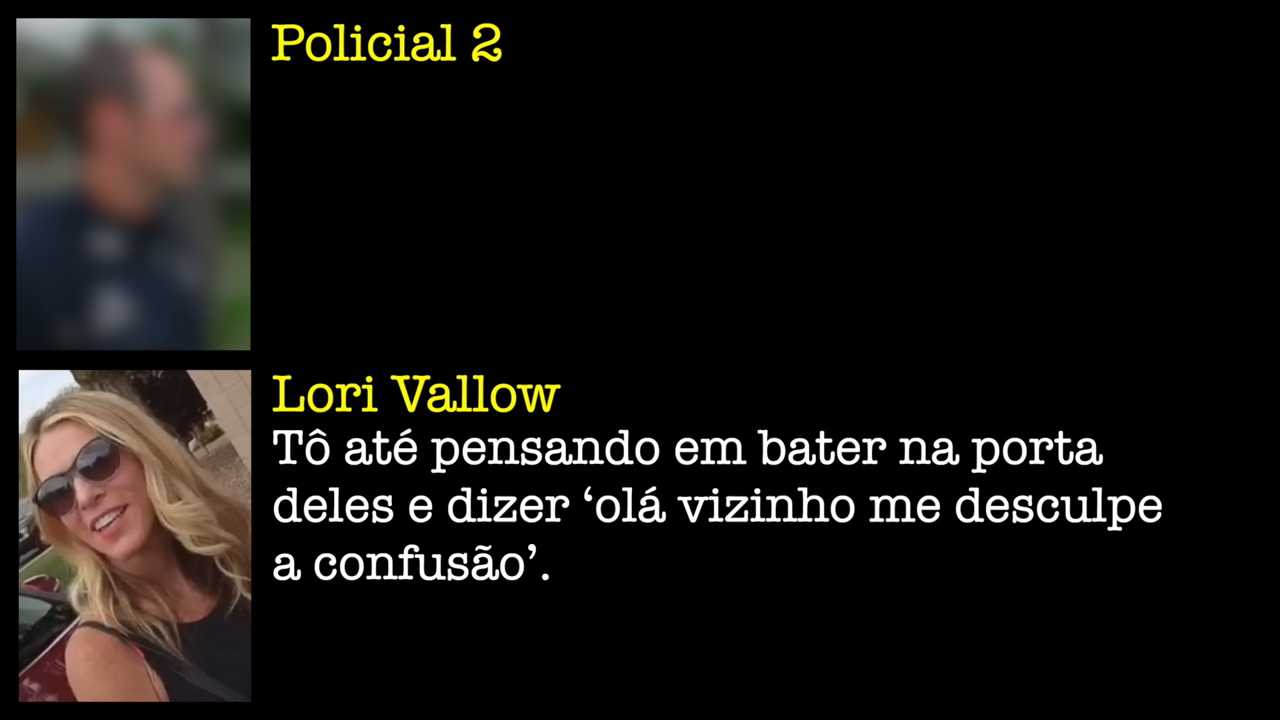 Policial 2
Lori Vallow
Tô até pensando em bater na porta
deles e dizer ‘olá vizinho me desculpe
a confusão’.